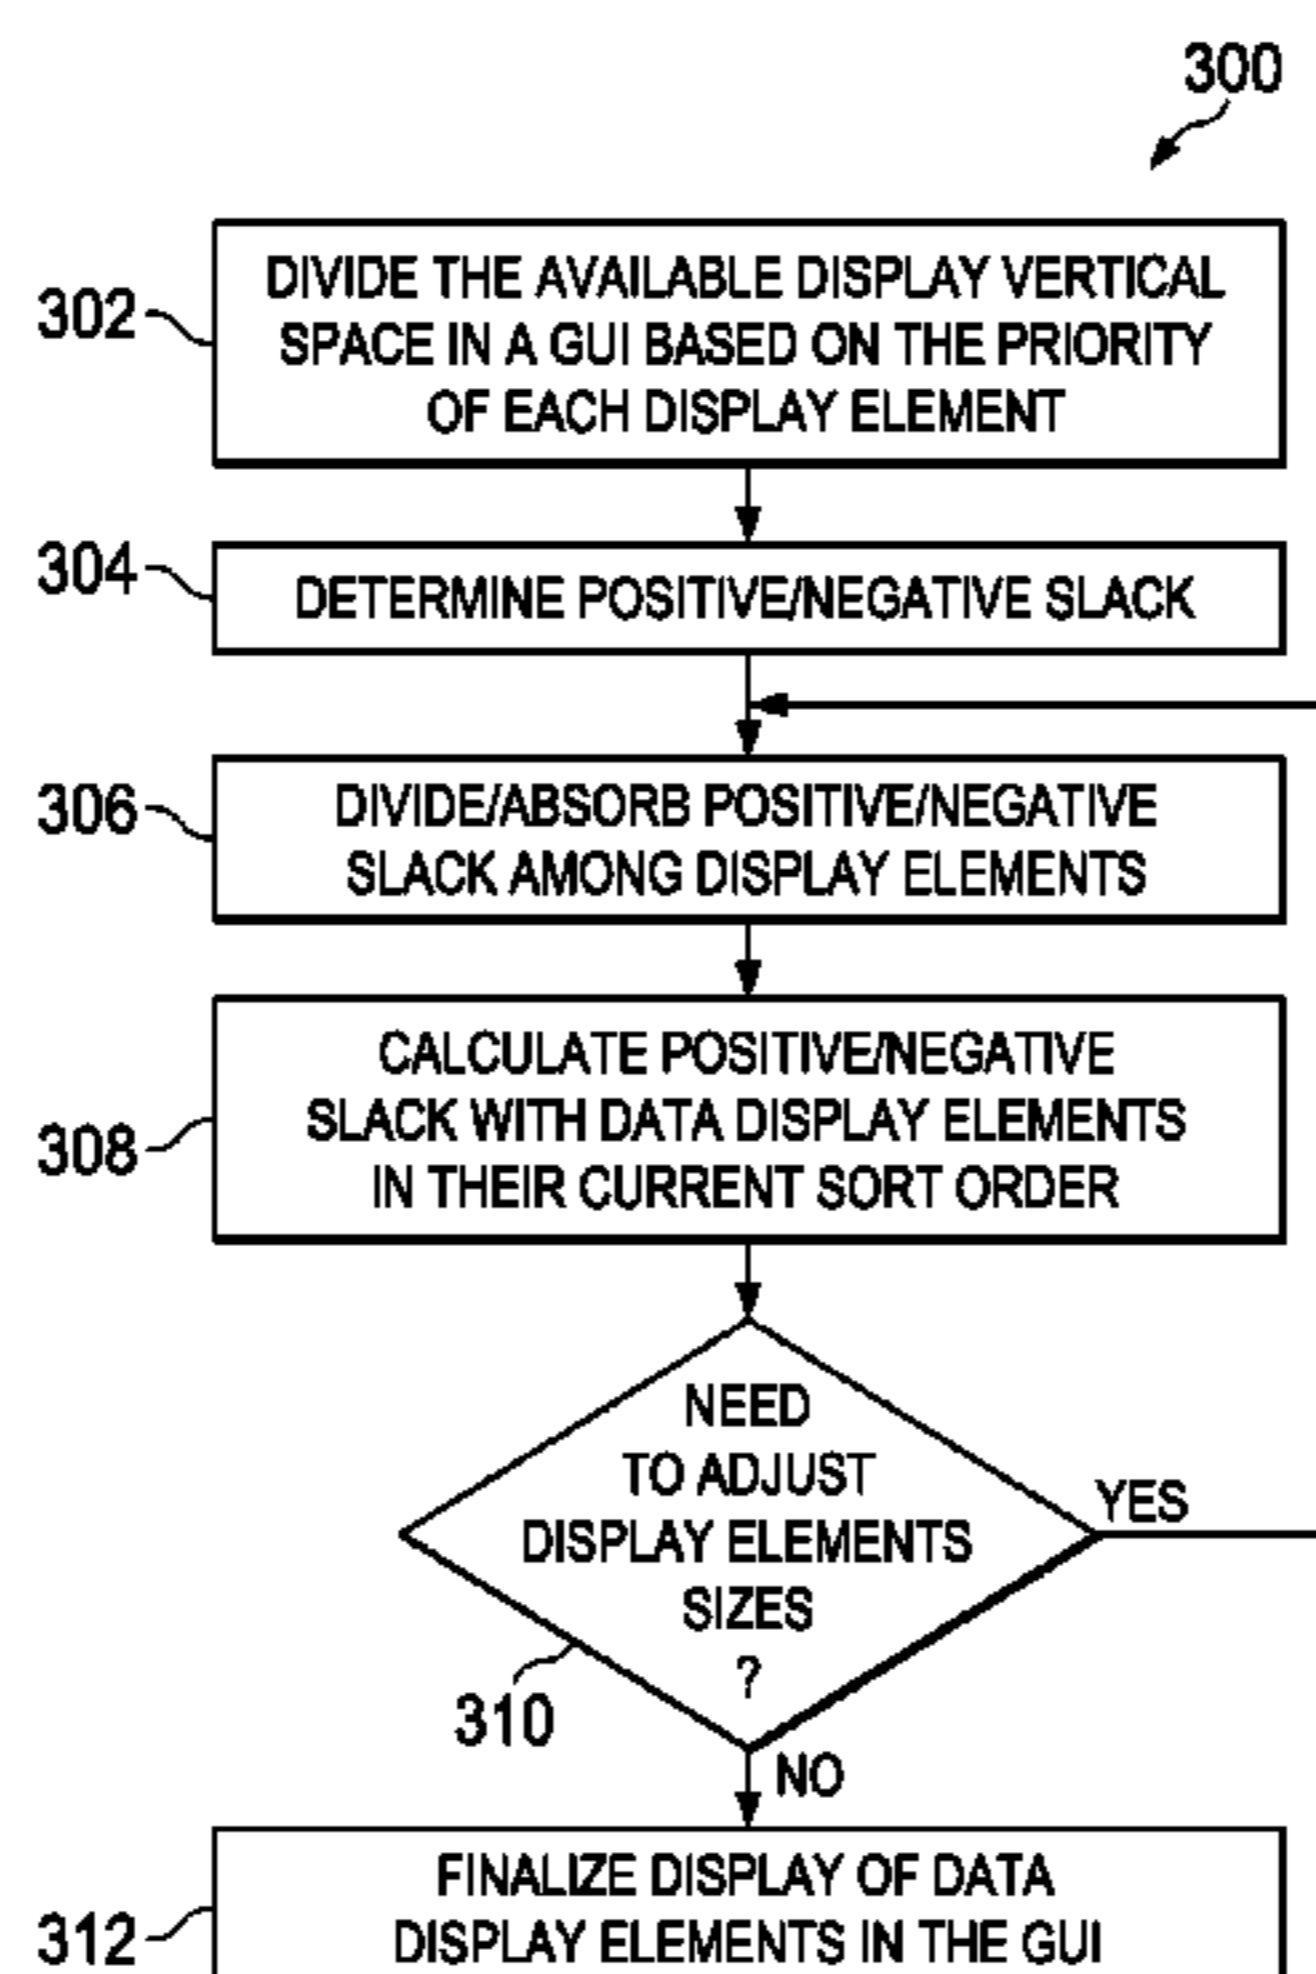 300
302
DIVIDE THE AVAILABLE DISPLAY VERTICAL
SPACE IN A GUI BASED ON THE PRIORITY
OF EACH DISPLAY ELEMENT
304
DETERMINE POSITIVE/NEGATIVE SLACK
306
DIVIDE/ABSORB POSITIVE/NEGATIVE
SLACK AMONG DISPLAY ELEMENTS
308
CALCULATE POSITIVE/NEGATIVE
SLACK WITH DATA DISPLAY ELEMENTS
IN THEIR CURRENT SORT ORDER
NEED
TO ADJUST
DISPLAY ELEMENTS
SIZES
?
YES
310
NO
312
FINALIZE DISPLAY OF DATA
DISPLAY ELEMENTS IN THE GUI